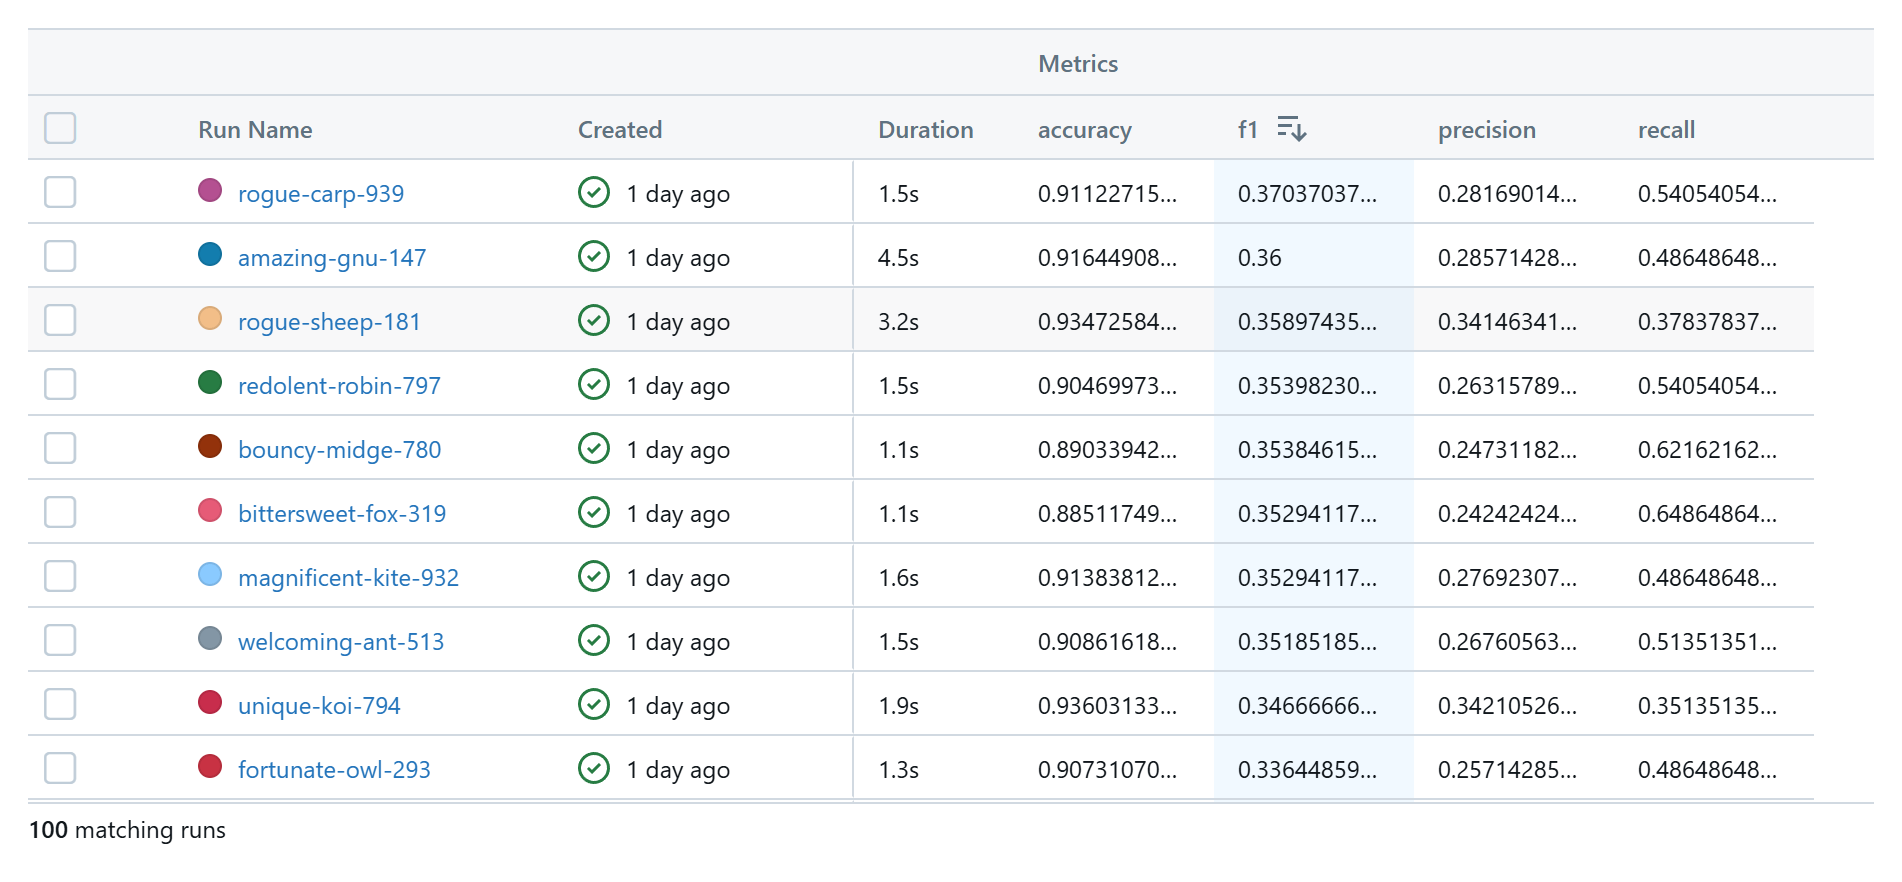 Metrics
Run Name Created Duration accuracy f1 precision recall
rogue-carp-939 1 day ago 1.5s 0.91122715... 0.37037037... 0.28169014... 0.54054054...
amazing-gnu-147 1 day ago 4.5s 0.91644908... 0.36 0.28571428... 0.48648648...
rogue-sheep-181 1 day ago 3.2s 0.93472584... 0.35897435... 0.34146341... 0.37837837...
redolent-robin-797 1 day ago 1.5s 0.90469973... 0.35398230... 0.26315789... 0.54054054...
bouncy-midge-780 1 day ago 1.1s 0.89033942... 0.35384615... 0.24731182... 0.62162162...
bittersweet-fox-319 1 day ago 1.1s 0.88511749... 0.35294117... 0.24242424... 0.64864864...
magnificent-kite-932 1 day ago 1.6s 0.91383812... 0.35294117... 0.27692307... 0.48648648...
welcoming-ant-513 1 day ago 1.5s 0.90861618... 0.35185185... 0.26760563... 0.51351351...
unique-koi-794 1 day ago 1.9s 0.93603133... 0.34666666... 0.34210526... 0.35135135...
fortunate-owl-293 1 day ago 1.3s 0.90731070... 0.33644859... 0.25714285... 0.48648648...
100 matching runs